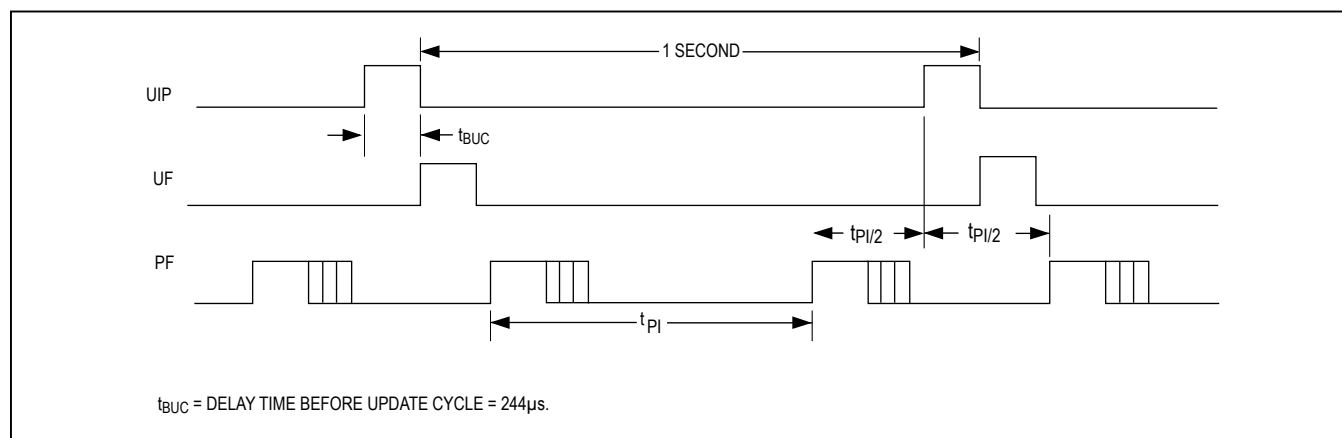 1 SECOND
UIP
tBUC
UF
tPI/2 tPI/2
PF
tPI
tBUC = DELAY TIME BEFORE UPDATE CYCLE = 244µs.